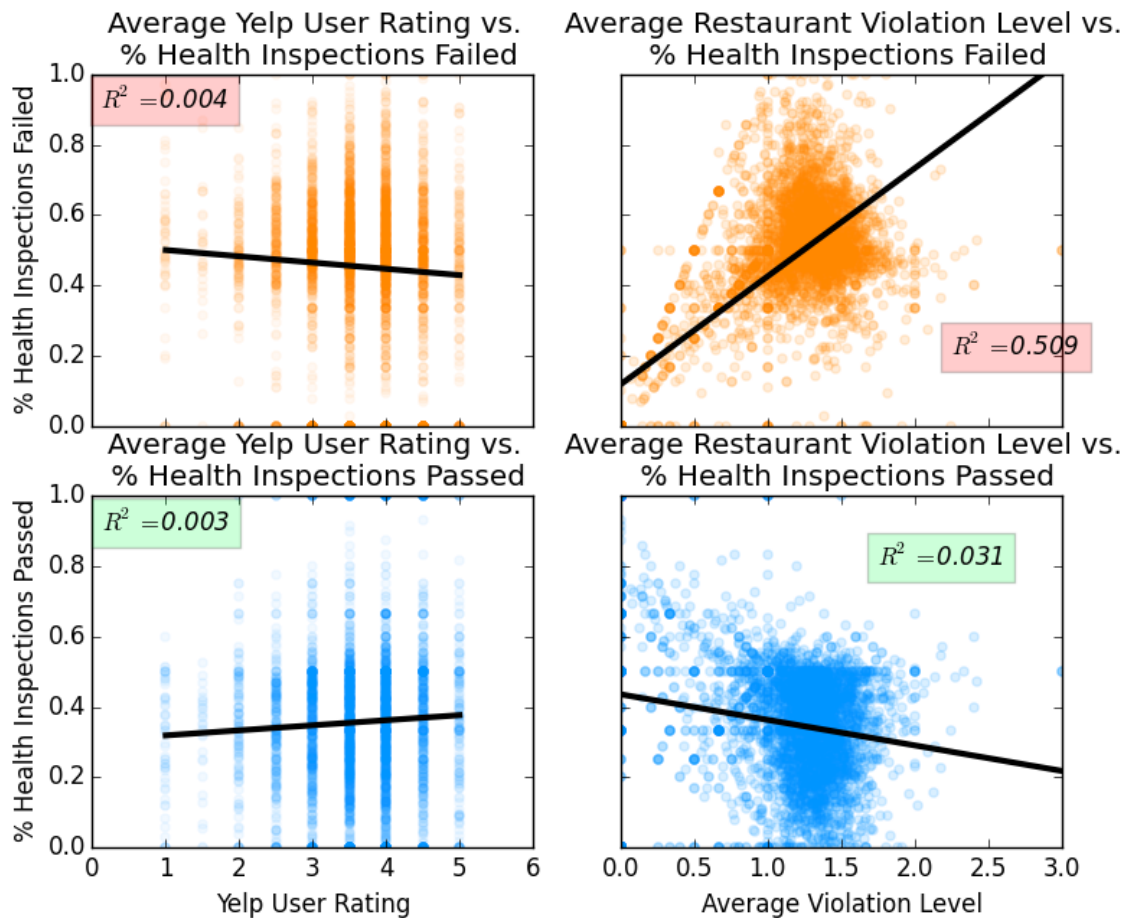 Average Yelp User Rating vs.
% Health Inspections Failed
Average Restaurant Violation Level vs.
% Health Inspections Failed
% Health Inspections Failed
1.0
0.8
0.6
0.4
0.2
0.0
R² =0.004
R² =0.509
Average Yelp User Rating vs.
% Health Inspections Passed
Average Restaurant Violation Level vs.
% Health Inspections Passed
% Health Inspections Passed
1.0
0.8
0.6
0.4
0.2
0.0
R² =0.003
R² =0.031
0 1 2 3 4 5 6
0.0 0.5 1.0 1.5 2.0 2.5 3.0
Yelp User Rating
Average Violation Level